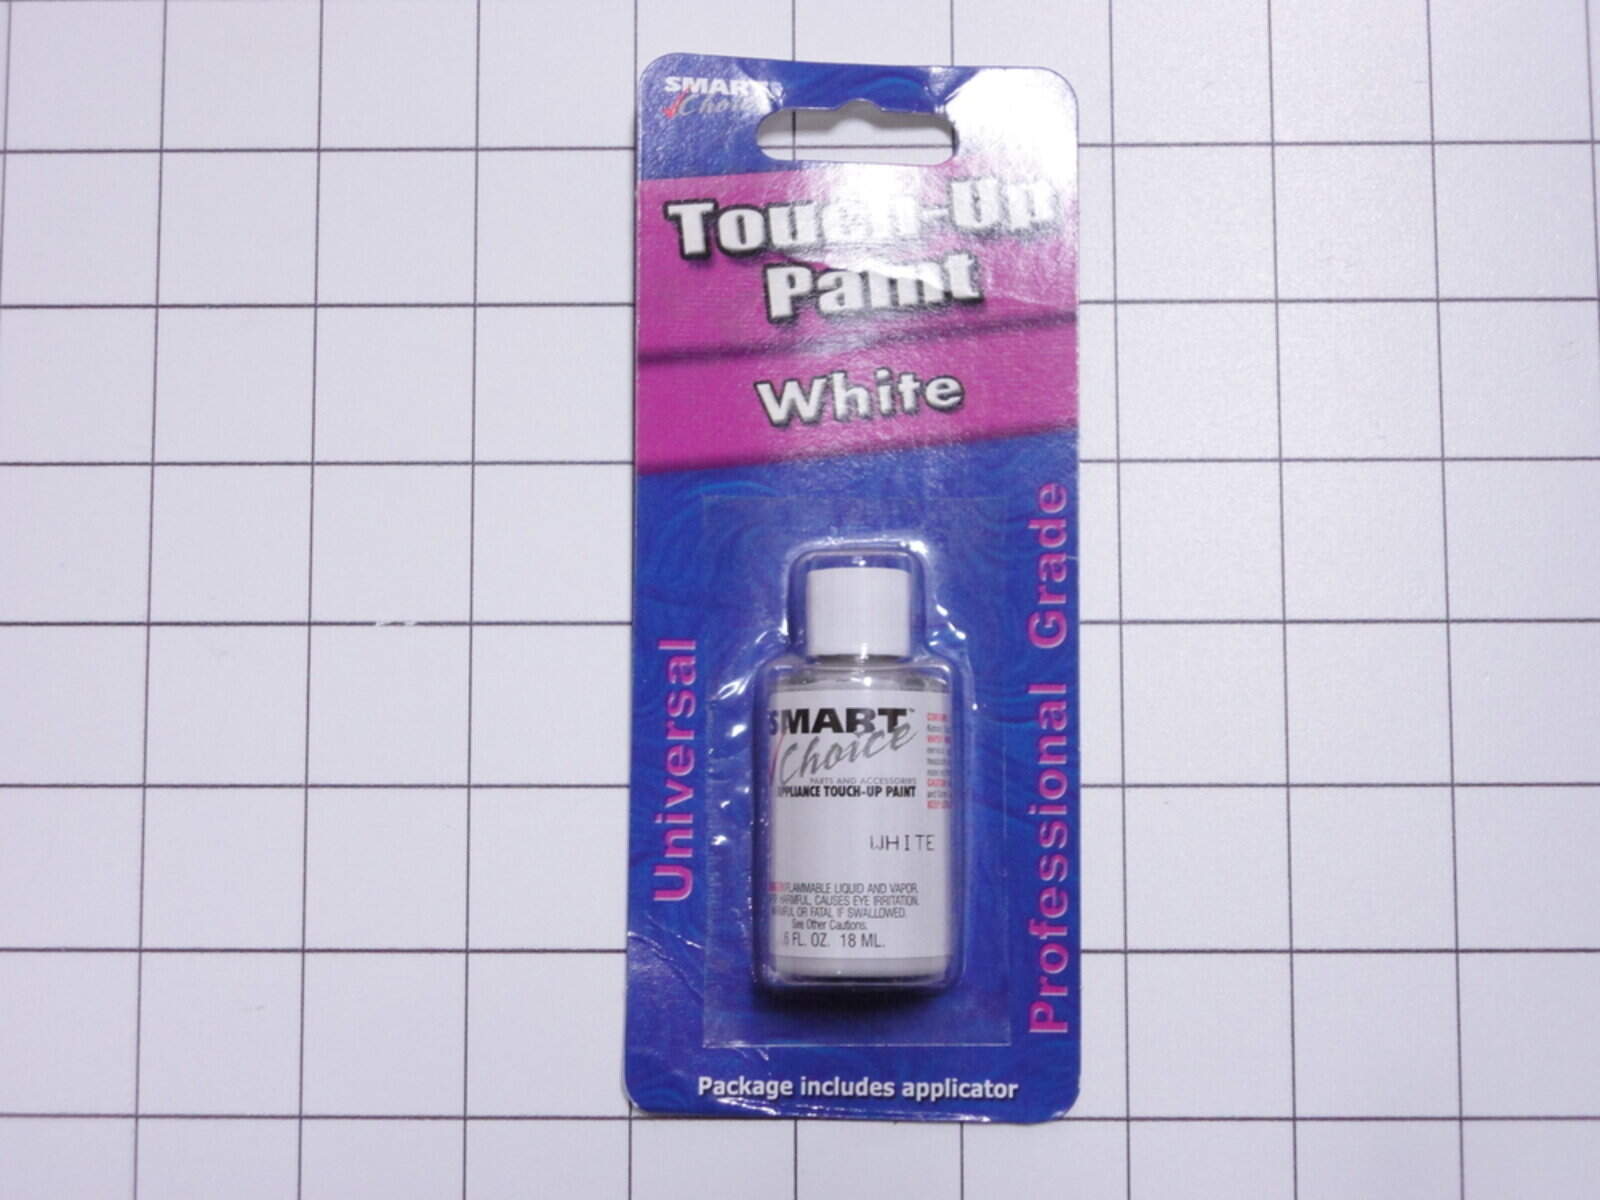 SMART
Choice
Touch-Up
Paint
White
Universal
Professional Grade
SMART™
Choice
PARTS AND ACCESSORIES
APPLIANCE TOUCH-UP PAINT
WHITE
FLAMMABLE LIQUID AND VAPOR.
HARMFUL, CAUSES EYE IRRITATION.
OR FATAL IF SWALLOWED.
See Other Cautions.
6 FL. OZ. 18 ML.
Package includes applicator